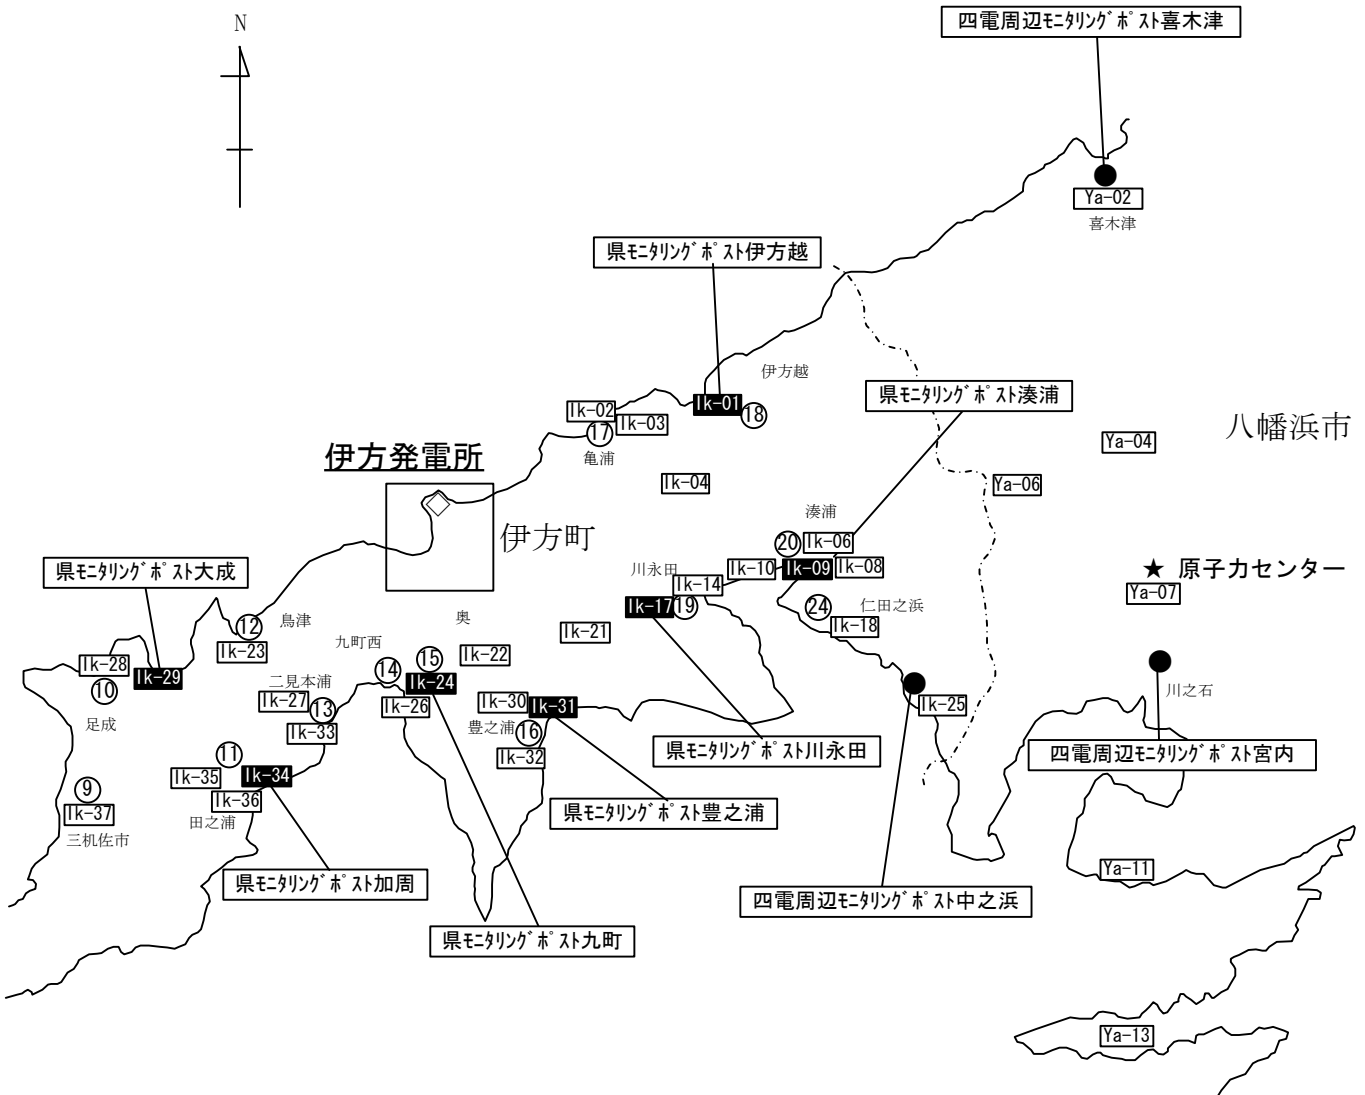 N
四電周辺モニタリングポスト喜木津
Ya-02
喜木津
県モニタリングポスト伊方越
伊方越
県モニタリングポスト湊浦
Ik-01
⑱
Ik-02
Ik-03
⑰
亀浦
八幡浜市
Ya-04
伊方発電所
Ik-04
Ya-06
伊方町
湊浦
⑳
Ik-06
県モニタリングポスト大成
川永田
Ik-10
Ik-09
Ik-08
★ 原子力センター
Ik-14
Ya-07
Ik-17
⑲
㉔
仁田之浜
Ik-18
⑫
鳥津
奥
Ik-21
九町西
Ik-23
Ik-28
Ik-29
⑮
Ik-22
⑭
Ik-24
⑩
足成
二見本浦
Ik-27
⑬
Ik-26
Ik-30
Ik-31
Ik-25
川之石
Ik-33
豊之浦
⑯
Ik-32
県モニタリングポスト川永田
四電周辺モニタリングポスト宮内
⑪
Ik-35
Ik-34
⑨
Ik-36
Ik-37
田之浦
三机佐市
県モニタリングポスト豊之浦
県モニタリングポスト加周
Ya-11
四電周辺モニタリングポスト中之浜
県モニタリングポスト九町
Ya-13